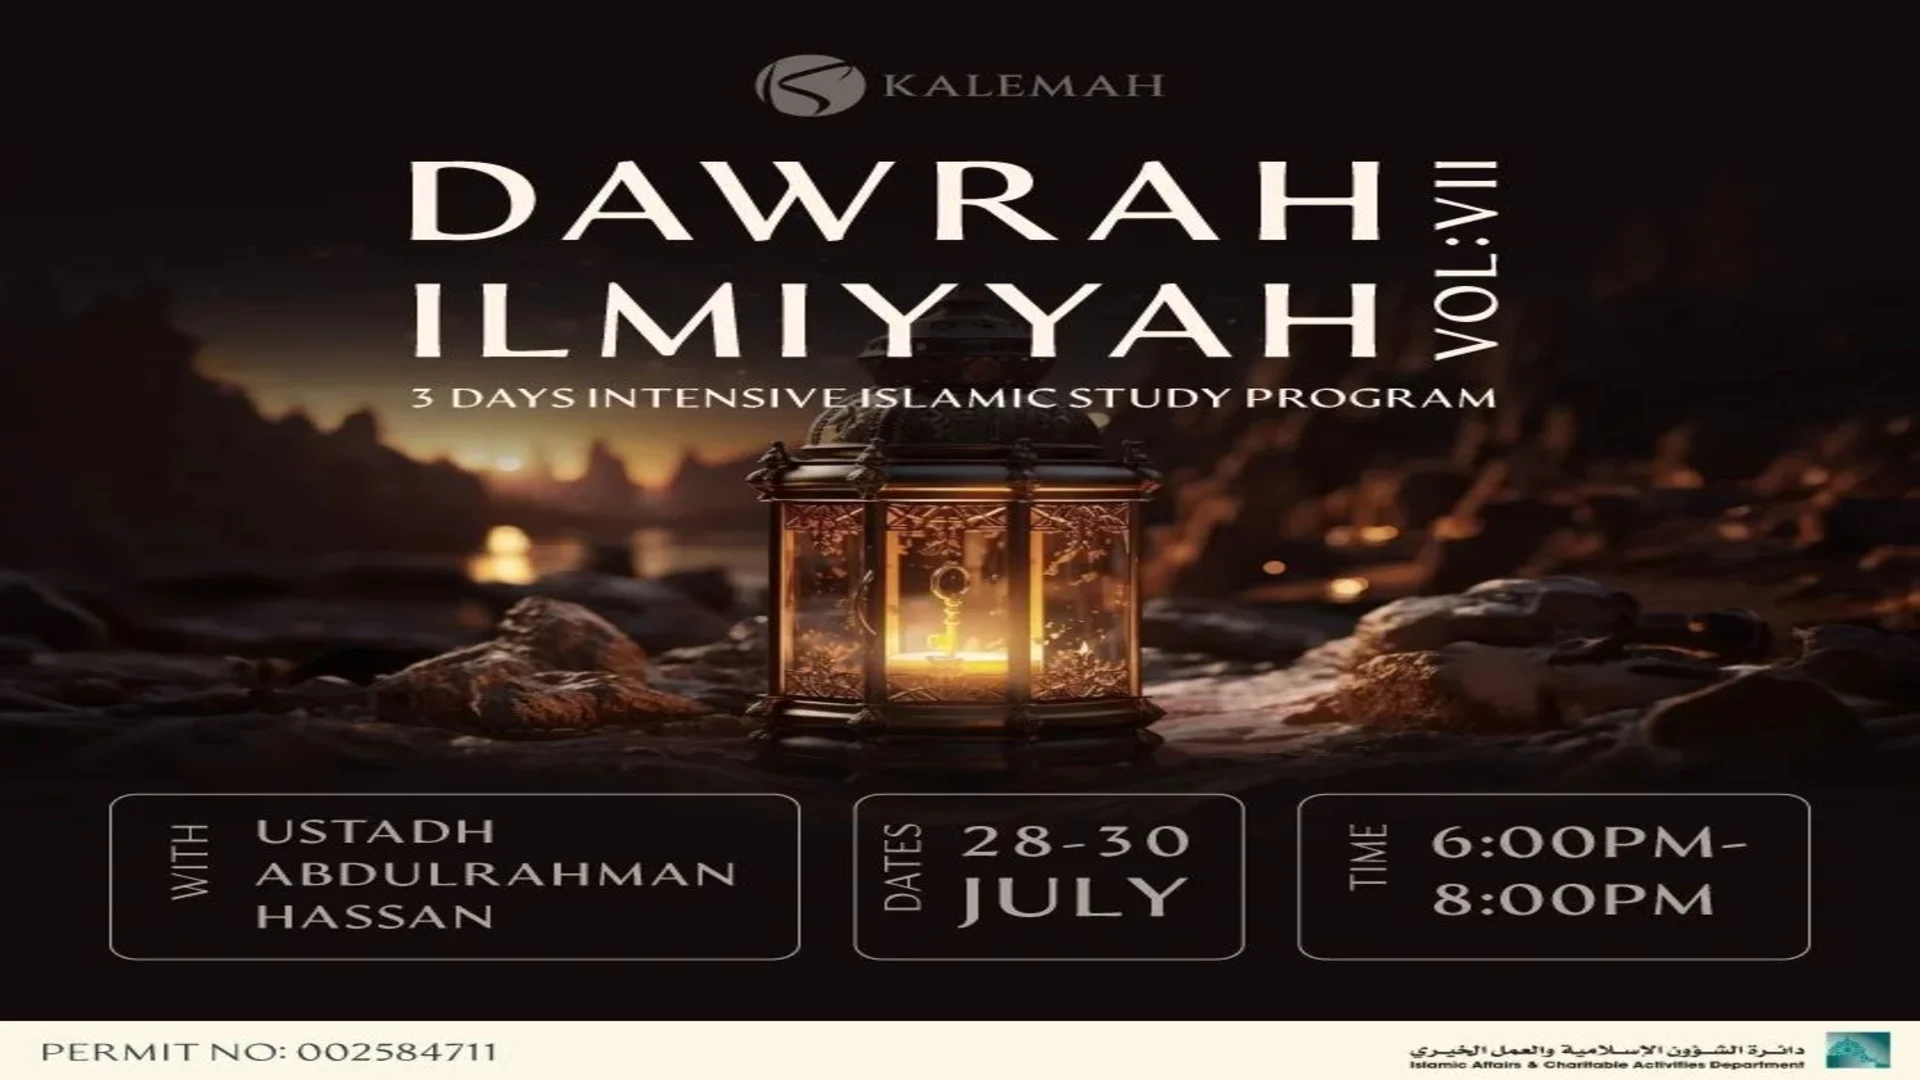 KALEMAH
DAWRAH
ILMIYYAH
VOL:VII
3 DAYS INTENSIVE ISLAMIC STUDY PROGRAM
WITH
USTADH
ABDULRAHMAN
HASSAN
DATES
28-30
JULY
TIME
6:00PM-
8:00PM
PERMIT NO: 002584711
دائرة الشؤون الإسلامية والعمل الخيري
Islamic Affairs & Charitable Activities Department